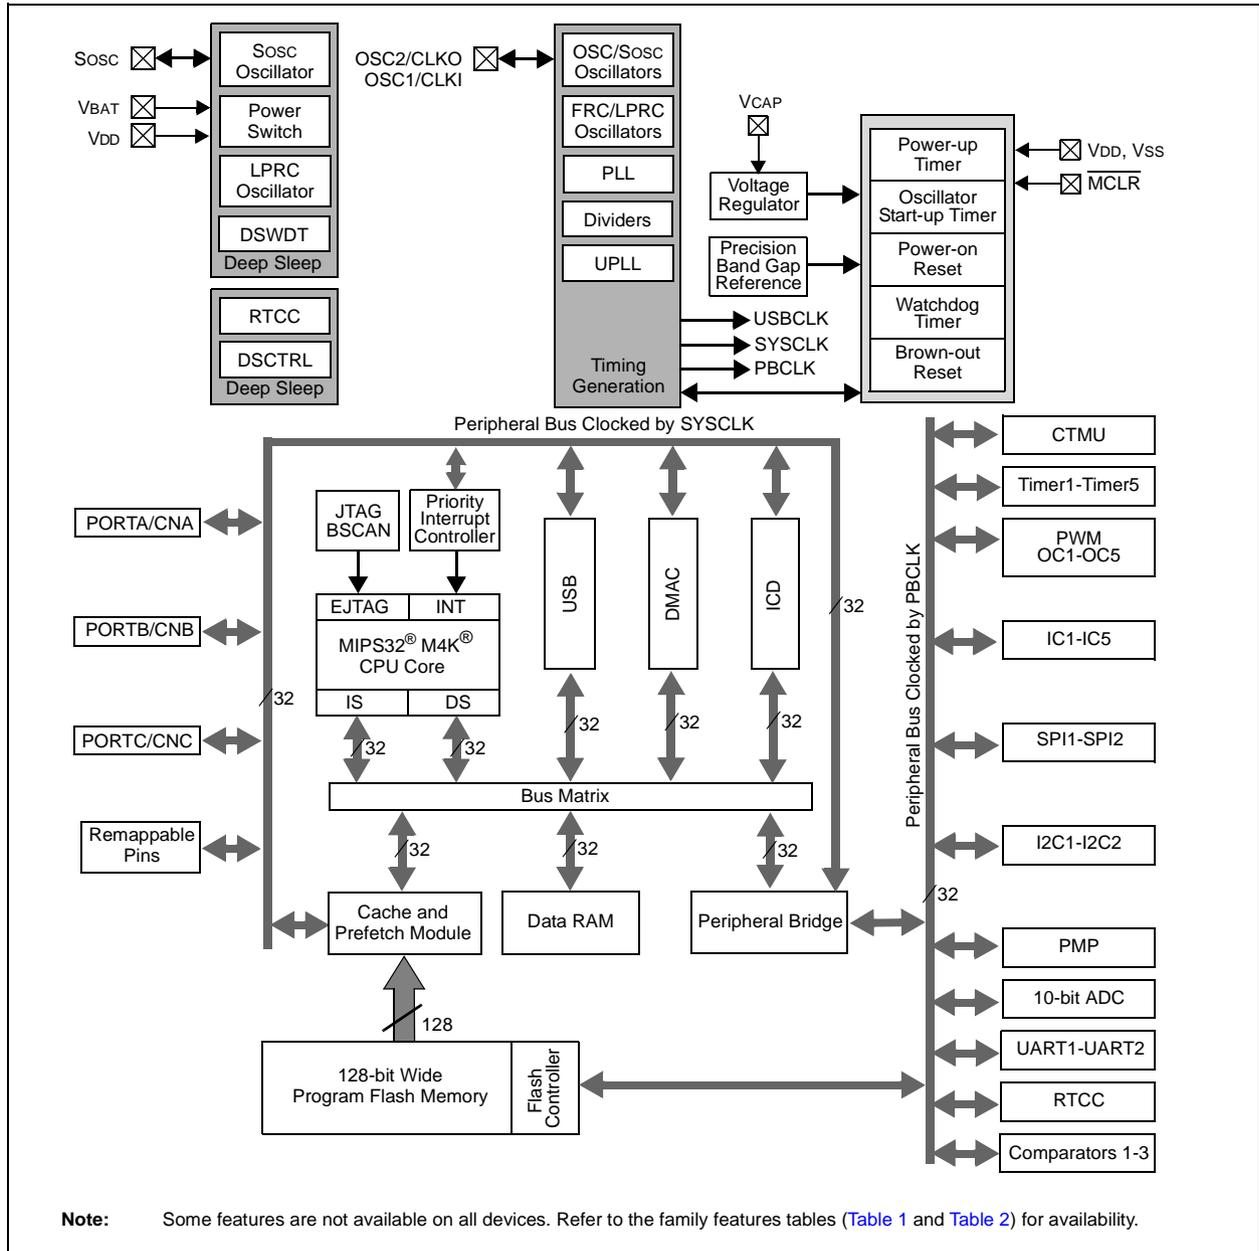 SOSC
VBAT
VDD
SOSC
Oscillator
Power
Switch
LPRC
Oscillator
DSWDT
Deep Sleep
RTCC
DSCTRL
Deep Sleep
OSC2/CLKO
OSC1/CLKI
OSC/SOSC
Oscillators
FRC/LPRC
Oscillators
PLL
Dividers
UPLL
Timing
Generation
USBCLK
SYSCLK
PBCLK
VCAP
Voltage
Regulator
Precision
Band Gap
Reference
Power-up
Timer
Oscillator
Start-up Timer
Power-on
Reset
Watchdog
Timer
Brown-out
Reset
VDD, VSS
MCLR
Peripheral Bus Clocked by SYSCLK
PORTA/CNA
PORTB/CNB
PORTC/CNC
Remappable
Pins
32
JTAG
BSCAN
Priority
Interrupt
Controller
EJTAG
INT
MIPS32® M4K®
CPU Core
IS
DS
32
32
USB
32
DMAC
32
ICD
32
32
Bus Matrix
32
32
32
Cache and
Prefetch Module
Data RAM
Peripheral Bridge
128
128-bit Wide
Program Flash Memory
Flash
Controller
Peripheral Bus Clocked by PBCLK
32
CTMU
Timer1-Timer5
PWM
OC1-OC5
IC1-IC5
SPI1-SPI2
I2C1-I2C2
PMP
10-bit ADC
UART1-UART2
RTCC
Comparators 1-3
Note: Some features are not available on all devices. Refer to the family features tables (Table 1 and Table 2) for availability.